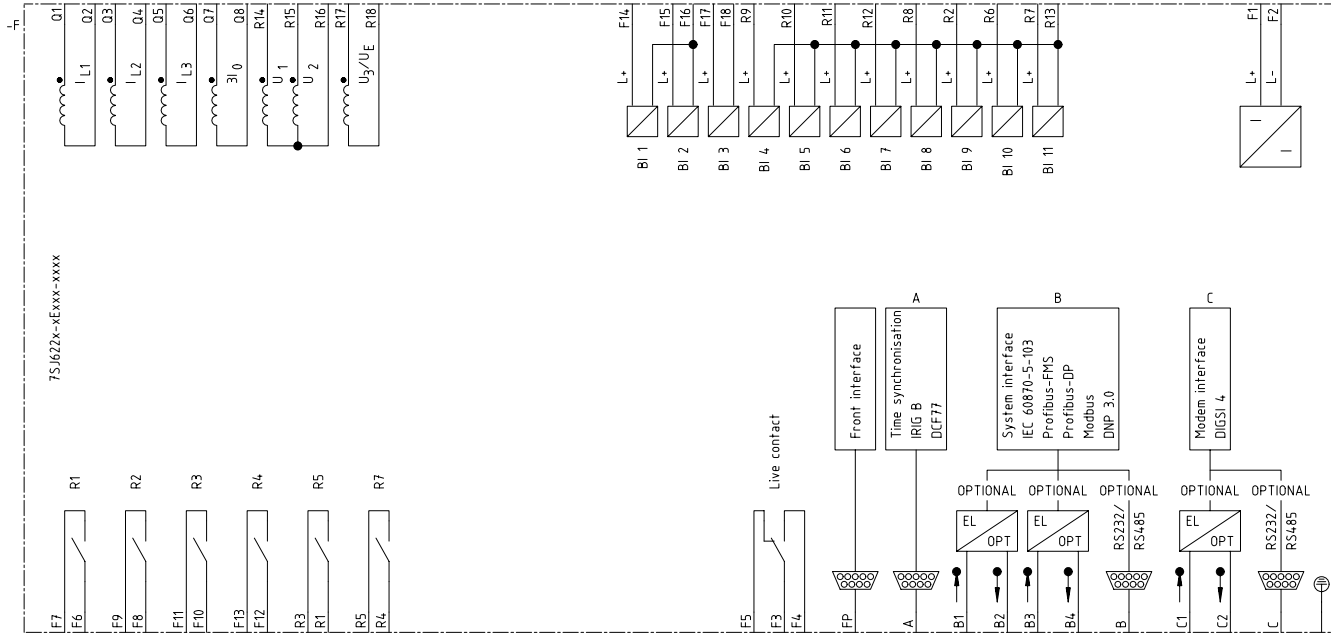 -F
Q1
Q2
Q3
Q4
Q5
Q6
Q7
Q8
R14
R15
R16
R17
R18
F14
F15
F16
F17
F18
R9
R10
R11
R12
R8
R2
R6
R7
R13
F1
F2
I L1
I L2
I L3
3I 0
U 1
U 2
U3/UE
L+
L+
L+
L+
L+
L+
L+
L+
L+
L+
L+
L+
L-
BI 1
BI 2
BI 3
BI 4
BI 5
BI 6
BI 7
BI 8
BI 9
BI 10
BI 11
7SJ622x-xExxx-xxxx
A
B
C
Front interface
Time synchronisation
IRIG B
DCF77
System interface
IEC 60870-5-103
Profibus-FMS
Profibus-DP
Modbus
DNP 3.0
Modem interface
DIGSI 4
R1
R2
R3
R4
R5
R7
Live contact
OPTIONAL
OPTIONAL
OPTIONAL
OPTIONAL
OPTIONAL
EL
OPT
EL
OPT
RS232/
RS485
EL
OPT
RS232/
RS485
F7
F6
F9
F8
F11
F10
F13
F12
R3
R1
R5
R4
F5
F3
F4
FP
A
B1
B2
B3
B4
B
C1
C2
C